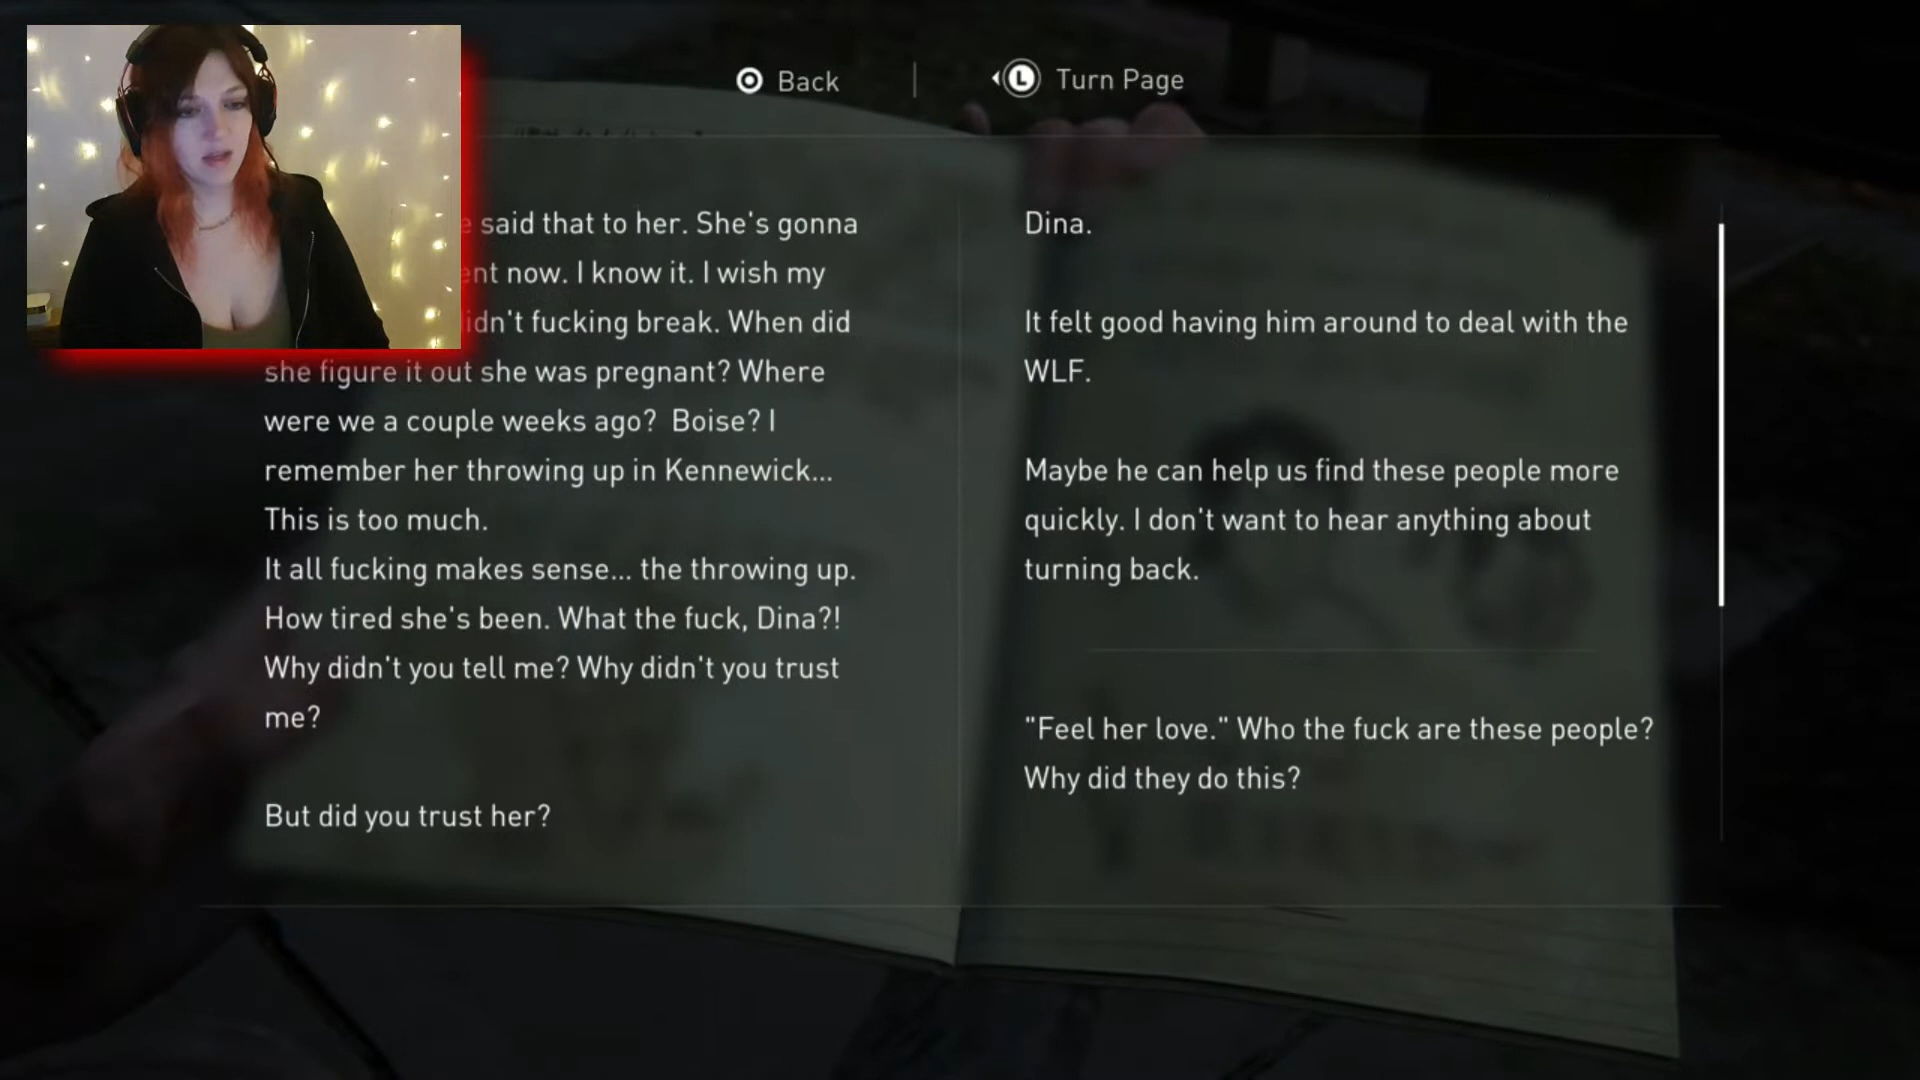 Back
L Turn Page
said that to her. She's gonna
now. I know it. I wish my
fucking break. When did
she figure it out she was pregnant? Where
were we a couple weeks ago? Boise? I
remember her throwing up in Kennewick...
This is too much.
It all fucking makes sense... the throwing up.
How tired she's been. What the fuck, Dina?!
Why didn't you tell me? Why didn't you trust
me?
But did you trust her?
Dina.
It felt good having him around to deal with the
WLF.
Maybe he can help us find these people more
quickly. I don't want to hear anything about
turning back.
"Feel her love." Who the fuck are these people?
Why did they do this?